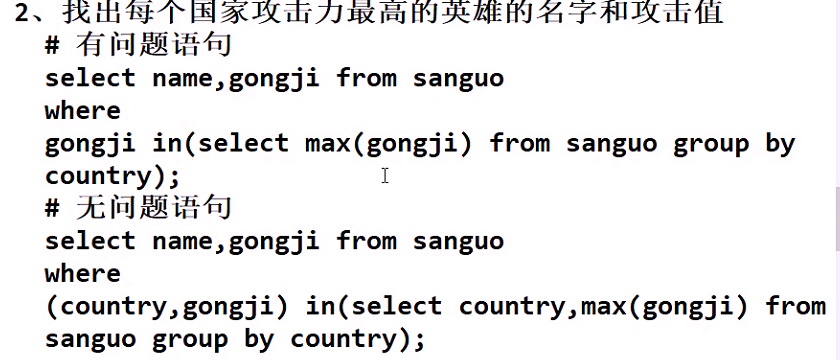 2、找出每个国家攻击力最高的英雄的名字和攻击值
# 有问题语句
select name,gongji from sanguo
where
gongji in(select max(gongji) from sanguo group by
country);
# 无问题语句
select name,gongji from sanguo
where
(country,gongji) in(select country,max(gongji) from
sanguo group by country);